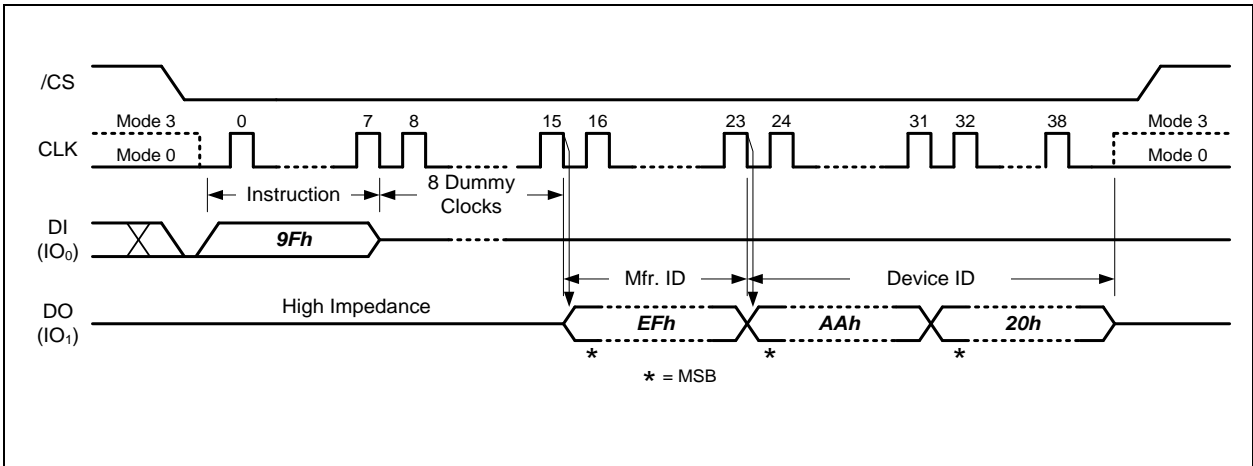 /CS
Mode 3 0 7 8 15 16 23 24 31 32 38 Mode 3
CLK
Mode 0 Mode 0
Instruction 8 Dummy Clocks
DI
(IO₀)
9Fh
Mfr. ID Device ID
DO
(IO₁)
High Impedance
EFh AAh 20h
* * *
* = MSB